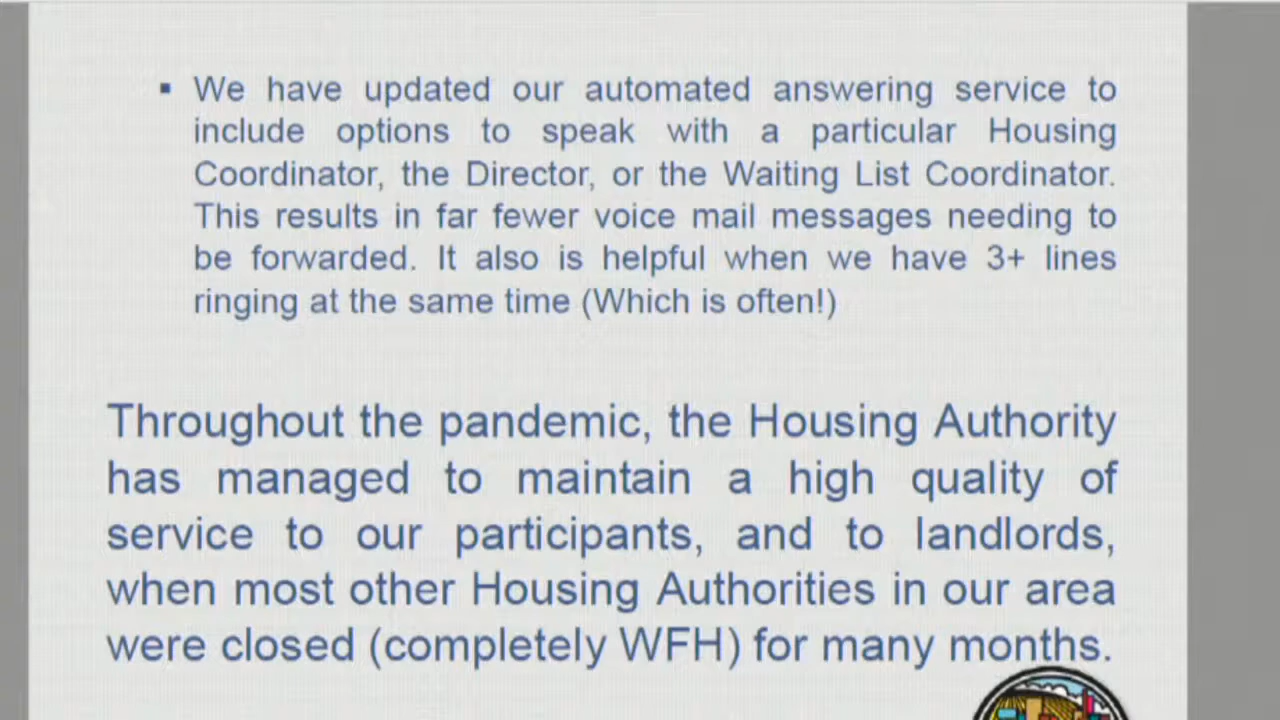 ▪ We have updated our automated answering service to
include options to speak with a particular Housing
Coordinator, the Director, or the Waiting List Coordinator.
This results in far fewer voice mail messages needing to
be forwarded. It also is helpful when we have 3+ lines
ringing at the same time (Which is often!)
Throughout the pandemic, the Housing Authority
has managed to maintain a high quality of
service to our participants, and to landlords,
when most other Housing Authorities in our area
were closed (completely WFH) for many months.